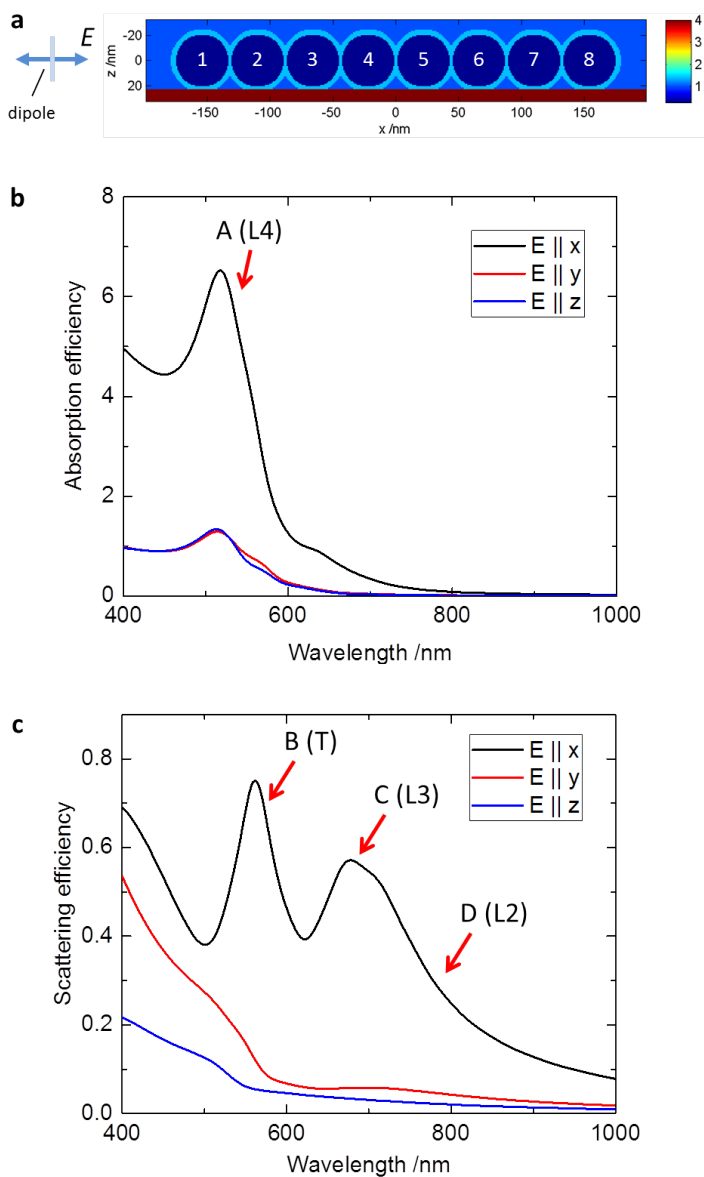 a
E
dipole
z /nm
-20
0
20
1 2 3 4 5 6 7 8
-150 -100 -50 0 50 100 150
x /nm
4
3
2
1
b
Absorption efficiency
8
6
4
2
0
A (L4)
E || x
E || y
E || z
400 600 800 1000
Wavelength /nm
c
Scattering efficiency
0.8
0.6
0.4
0.2
0.0
B (T)
C (L3)
D (L2)
E || x
E || y
E || z
400 600 800 1000
Wavelength /nm